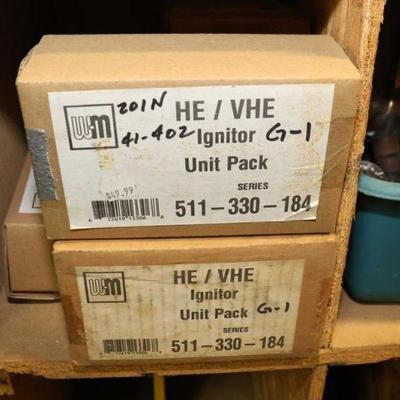 W-M
201N
HE / VHE
41-402 Ignitor G-1
Unit Pack
$49.99
SERIES
511-330-184
W-M
HE / VHE
Ignitor
Unit Pack G-1
SERIES
511-330-184